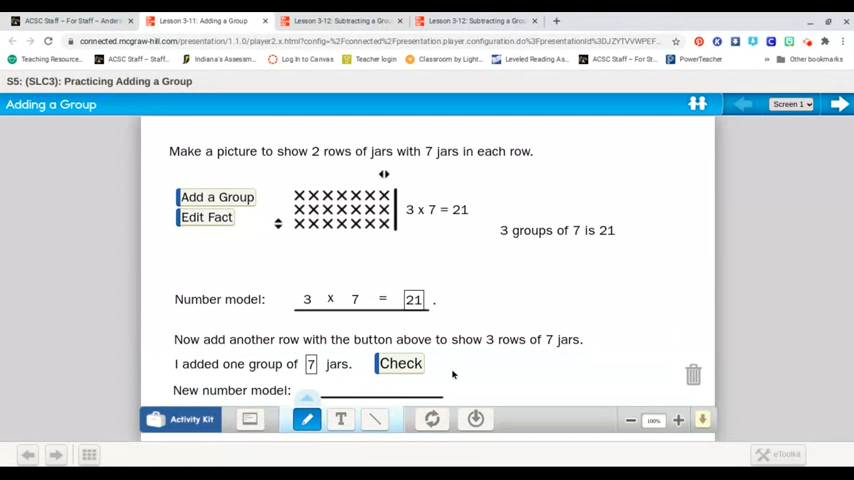 ACSC Staff – For Staff – Anders
Lesson 3-11: Adding a Group
Lesson 3-12: Subtracting a Grou
Lesson 3-12: Subtracting a Grou
connected.mcgraw-hill.com/presentation/1.1.0/player2.x.html?config=%2Fconnected%2Fpresentation.player.configuration.do%3FpresentationId%3DJZYTVVWPEF...
Teaching Resource...
ACSC Staff – Staff...
Indiana's Assessm...
Log In to Canvas
Teacher login
Classroom by Light...
Leveled Reading As...
ACSC Staff – For St...
PowerTeacher
Other bookmarks
S5: (SLC3): Practicing Adding a Group
Adding a Group
Screen 1
Make a picture to show 2 rows of jars with 7 jars in each row.
Add a Group
Edit Fact
XXXXXXX
XXXXXXX
XXXXXXX
3 x 7 = 21
3 groups of 7 is 21
Number model: 3 x 7 = 21 .
Now add another row with the button above to show 3 rows of 7 jars.
I added one group of 7 jars. Check
New number model:
Activity Kit
T
100%
eToolkit